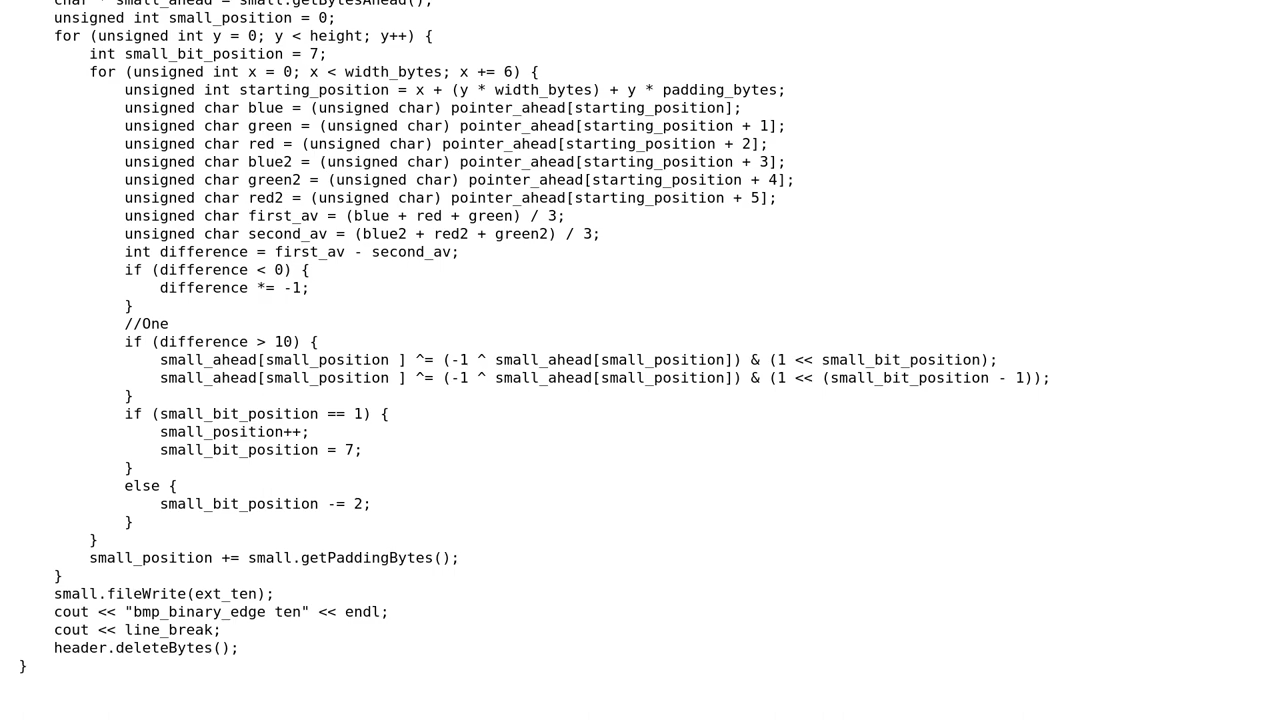 char * small_ahead = small.getBytesAhead();
unsigned int small_position = 0;
for (unsigned int y = 0; y < height; y++) {
int small_bit_position = 7;
for (unsigned int x = 0; x < width_bytes; x += 6) {
unsigned int starting_position = x + (y * width_bytes) + y * padding_bytes;
unsigned char blue = (unsigned char) pointer_ahead[starting_position];
unsigned char green = (unsigned char) pointer_ahead[starting_position + 1];
unsigned char red = (unsigned char) pointer_ahead[starting_position + 2];
unsigned char blue2 = (unsigned char) pointer_ahead[starting_position + 3];
unsigned char green2 = (unsigned char) pointer_ahead[starting_position + 4];
unsigned char red2 = (unsigned char) pointer_ahead[starting_position + 5];
unsigned char first_av = (blue + red + green) / 3;
unsigned char second_av = (blue2 + red2 + green2) / 3;
int difference = first_av - second_av;
if (difference < 0) {
difference *= -1;
}
//One
if (difference > 10) {
small_ahead[small_position ] ^= (-1 ^ small_ahead[small_position]) & (1 << small_bit_position);
small_ahead[small_position ] ^= (-1 ^ small_ahead[small_position]) & (1 << (small_bit_position - 1));
}
if (small_bit_position == 1) {
small_position++;
small_bit_position = 7;
}
else {
small_bit_position -= 2;
}
}
small_position += small.getPaddingBytes();
}
small.fileWrite(ext_ten);
cout << "bmp_binary_edge ten" << endl;
cout << line_break;
header.deleteBytes();
}